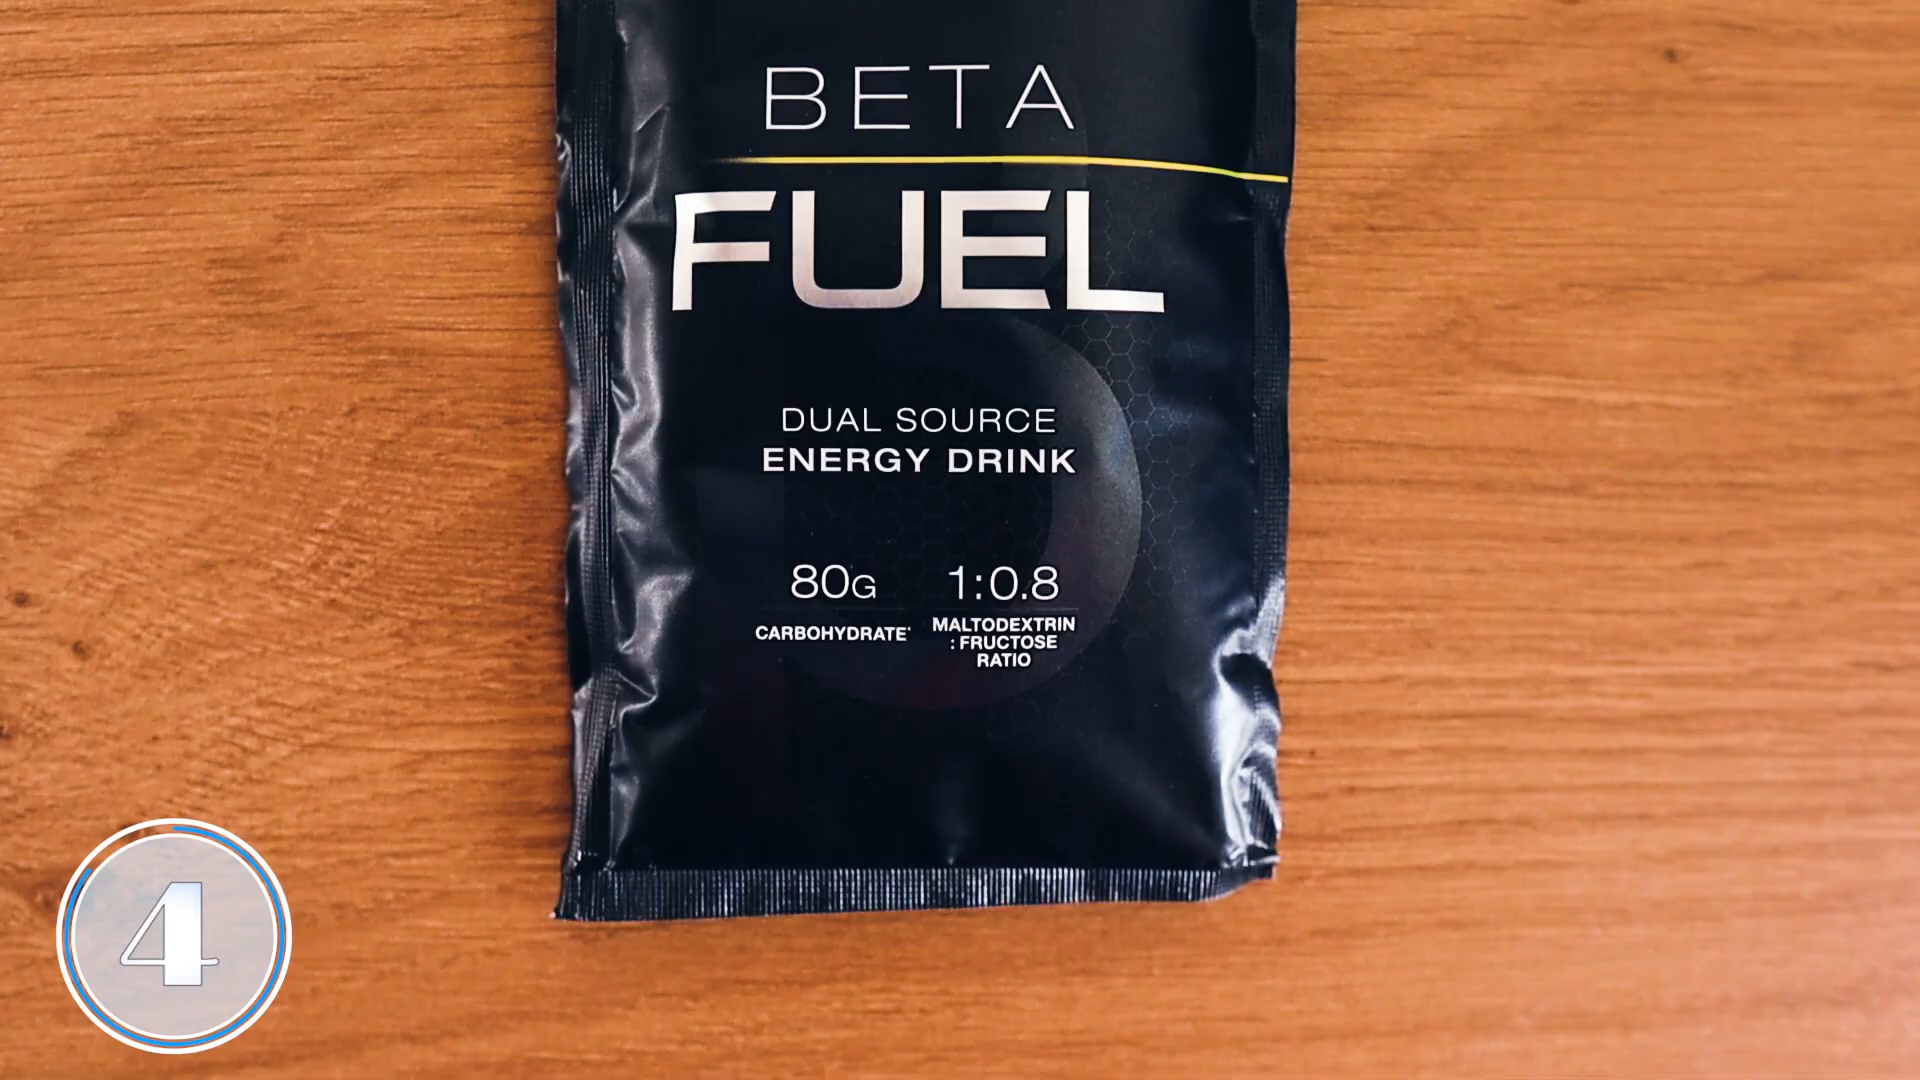 BETA
FUEL
DUAL SOURCE
ENERGY DRINK
80G
CARBOHYDRATE*
1:0.8
MALTODEXTRIN
: FRUCTOSE
RATIO
4